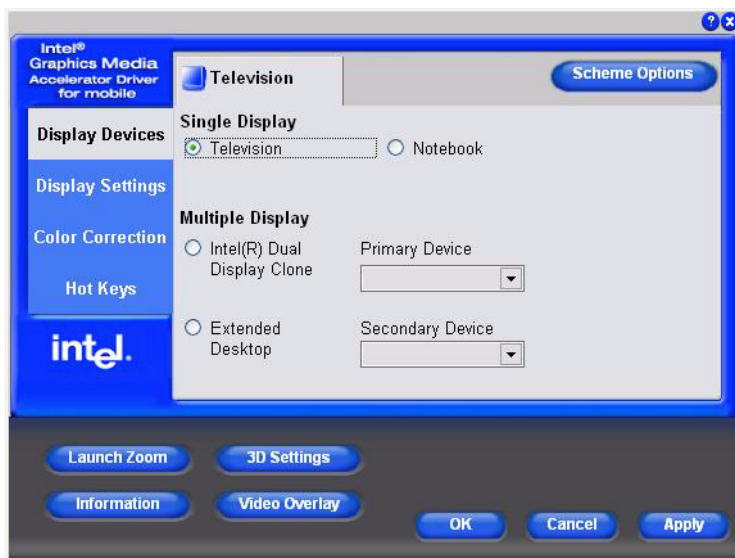 ? x
Intel®
Graphics Media
Accelerator Driver
for mobile
Television
Scheme Options
Display Devices
Display Settings
Color Correction
Hot Keys
intel.
Single Display
Television
Notebook
Multiple Display
Intel(R) Dual
Display Clone
Primary Device
Extended
Desktop
Secondary Device
Launch Zoom
3D Settings
Information
Video Overlay
OK
Cancel
Apply